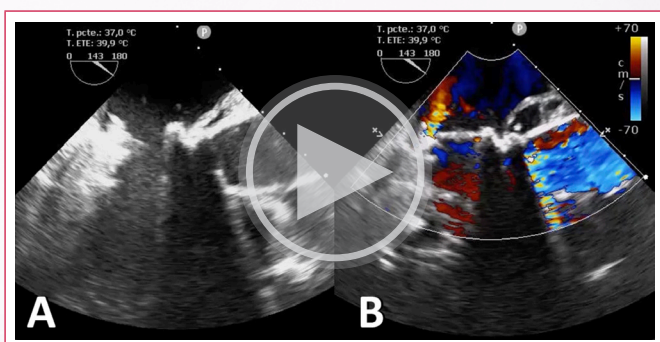 T. pcte.: 37,0 °C
T. ETE: 39,9 °C
0 143 180
P
A
T. pcte.: 37,0 °C
T. ETE: 39,9 °C
0 143 180
P
+70
c
m
/
s
-70
B